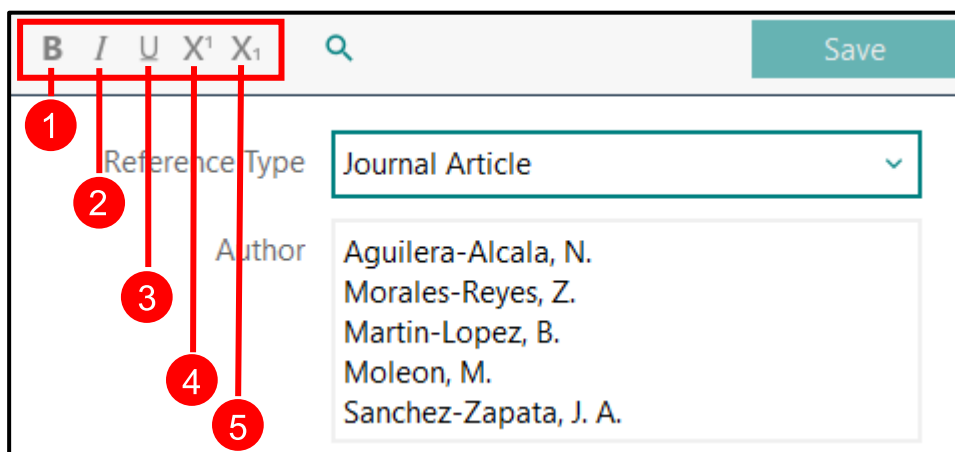 B I U X¹ X₁ Save
1
Reference Type Journal Article
2
Author Aguilera-Alcala, N.
Morales-Reyes, Z.
3
Martin-Lopez, B.
Moleon, M.
4
Sanchez-Zapata, J. A.
5